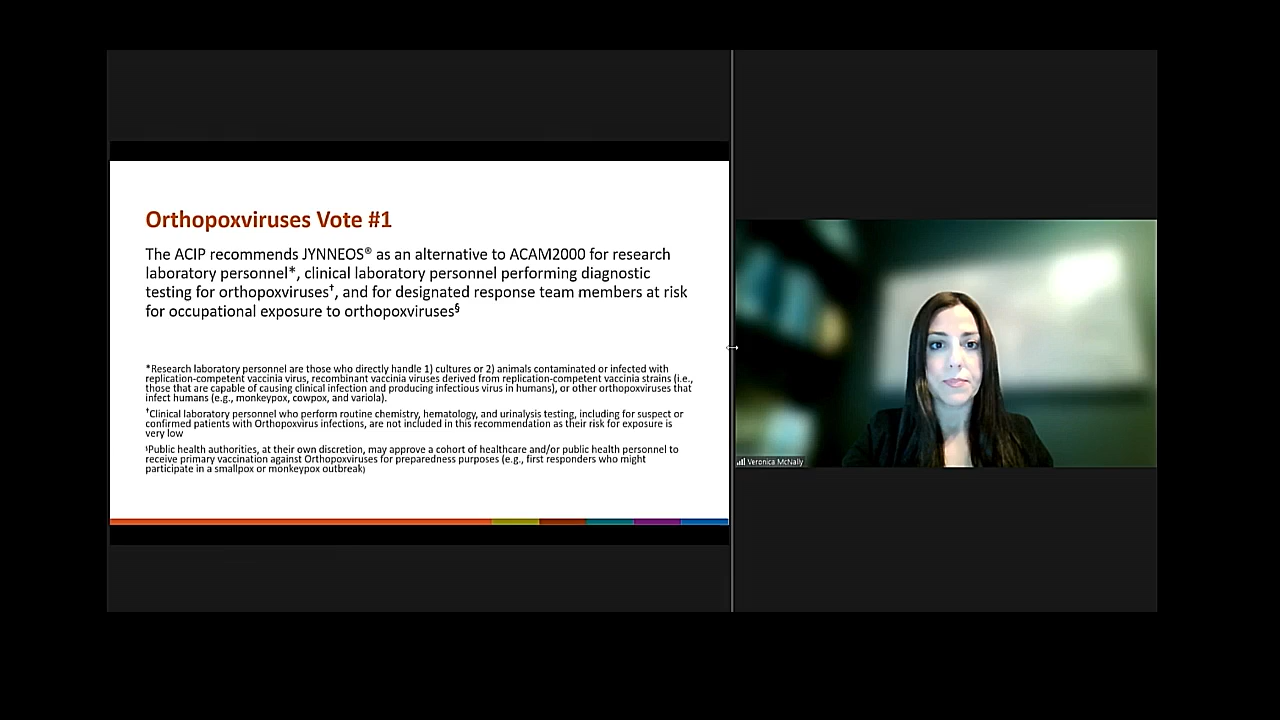 Orthopoxviruses Vote #1
The ACIP recommends JYNNEOS® as an alternative to ACAM2000 for research
laboratory personnel*, clinical laboratory personnel performing diagnostic
testing for orthopoxviruses†, and for designated response team members at risk
for occupational exposure to orthopoxviruses§
*Research laboratory personnel are those who directly handle 1) cultures or 2) animals contaminated or infected with
replication-competent vaccinia virus, recombinant vaccinia viruses derived from replication-competent vaccinia strains (i.e.,
those that are capable of causing clinical infection and producing infectious virus in humans), or other orthopoxviruses that
infect humans (e.g., monkeypox, cowpox, and variola).
†Clinical laboratory personnel who perform routine chemistry, hematology, and urinalysis testing, including for suspect or
confirmed patients with Orthopoxvirus infections, are not included in this recommendation as their risk for exposure is
very low
§Public health authorities, at their own discretion, may approve a cohort of healthcare and/or public health personnel to
receive primary vaccination against Orthopoxviruses for preparedness purposes (e.g., first responders who might
participate in a smallpox or monkeypox outbreak)
Veronica McNally